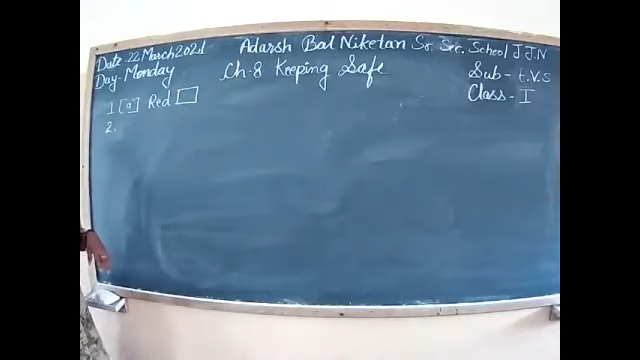 Date-22 March 2021 Adarsh Bal Niketan Sr. Sec. School JJN
Day-Monday Ch-8 Keeping Safe Sub- E.V.S
Class- I
1 [a] Red
2.